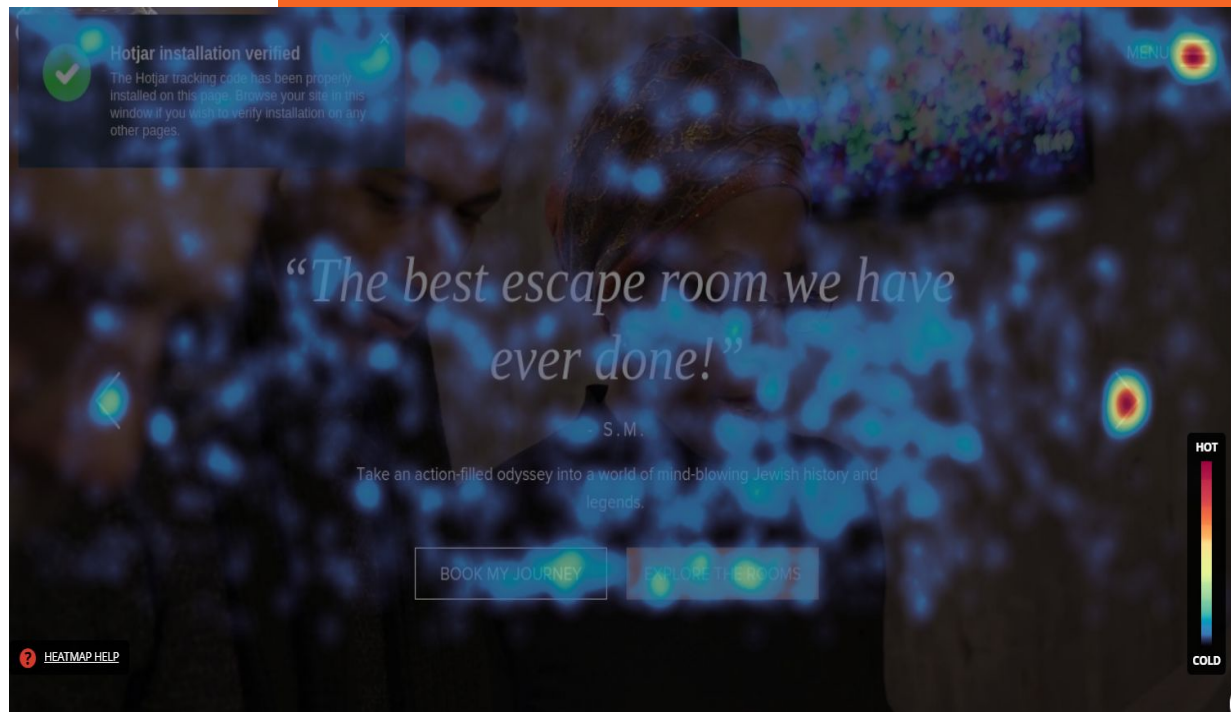 Hotjar installation verified
The Hotjar tracking code has been properly
installed on this page. Browse your site in this
window if you wish to verify installation on any
other pages.
MENU
“The best escape room we have
ever done!”
- S.M.
Take an action-filled odyssey into a world of mind-blowing Jewish history and
legends.
BOOK MY JOURNEY
EXPLORE THE ROOMS
HOT
COLD
? HEATMAP HELP